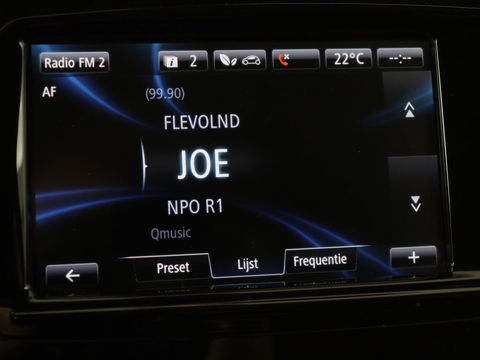 Radio FM 2
i 2
22°C
--:--
AF
(99.90)
FLEVOLND
JOE
NPO R1
Qmusic
Preset
Lijst
Frequentie
+